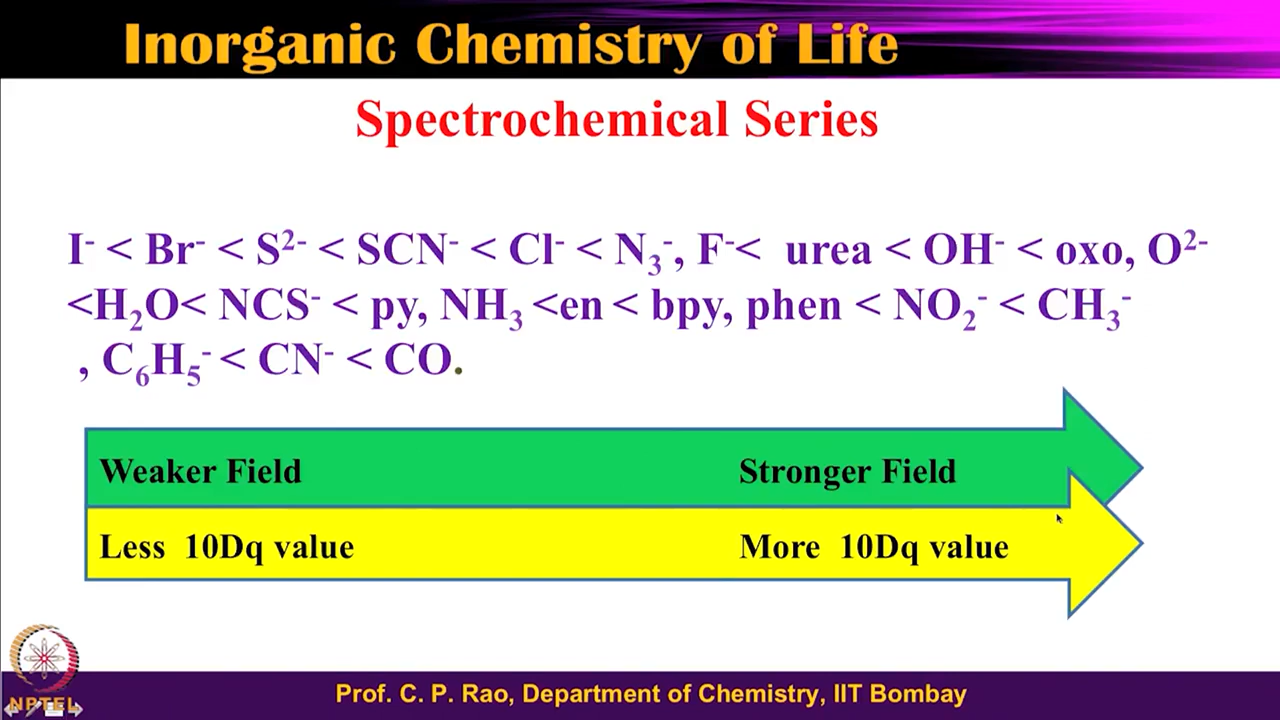 Inorganic Chemistry of Life
Spectrochemical Series
I⁻ < Br⁻ < S²⁻ < SCN⁻ < Cl⁻ < N₃⁻, F⁻< urea < OH⁻ < oxo, O²⁻
<H₂O< NCS⁻ < py, NH₃ <en < bpy, phen < NO₂⁻ < CH₃⁻
, C₆H₅⁻ < CN⁻ < CO.
Weaker Field Stronger Field
Less 10Dq value More 10Dq value
NPTEL
Prof. C. P. Rao, Department of Chemistry, IIT Bombay